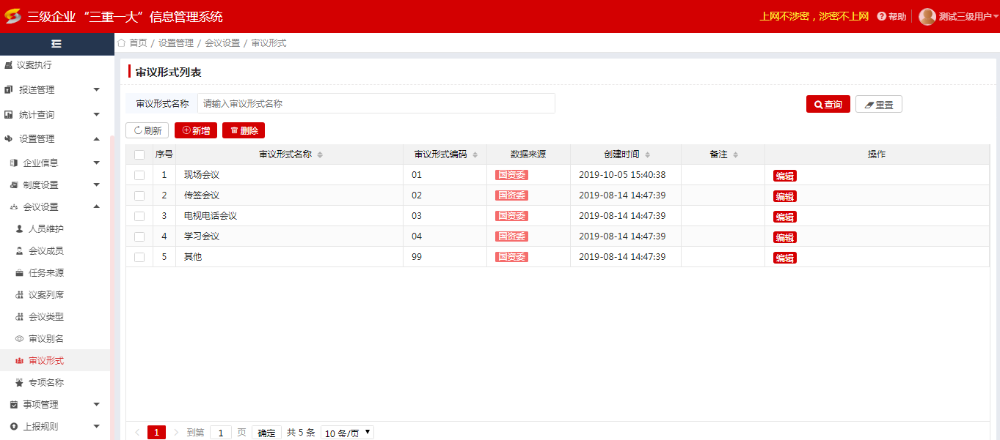 三级企业 “三重一大” 信息管理系统
上网不涉密，涉密不上网 帮助 测试三级用户
首页 / 设置管理 / 会议设置 / 审议形式
议案执行
报送管理
统计查询
设置管理
企业信息
制度设置
会议设置
人员维护
会议成员
任务来源
议案列席
会议类型
审议别名
审议形式
专项名称
事项管理
上报规则
审议形式列表
审议形式名称 请输入审议形式名称 查询 重置
刷新 新增 删除
序号 审议形式名称 审议形式编码 数据来源 创建时间 备注 操作
1 现场会议 01 国资委 2019-10-05 15:40:38 编辑
2 传签会议 02 国资委 2019-08-14 14:47:39 编辑
3 电视电话会议 03 国资委 2019-08-14 14:47:39 编辑
4 学习会议 04 国资委 2019-08-14 14:47:39 编辑
5 其他 99 国资委 2019-08-14 14:47:39 编辑
1 到第 1 页 确定 共 5 条 10 条/页